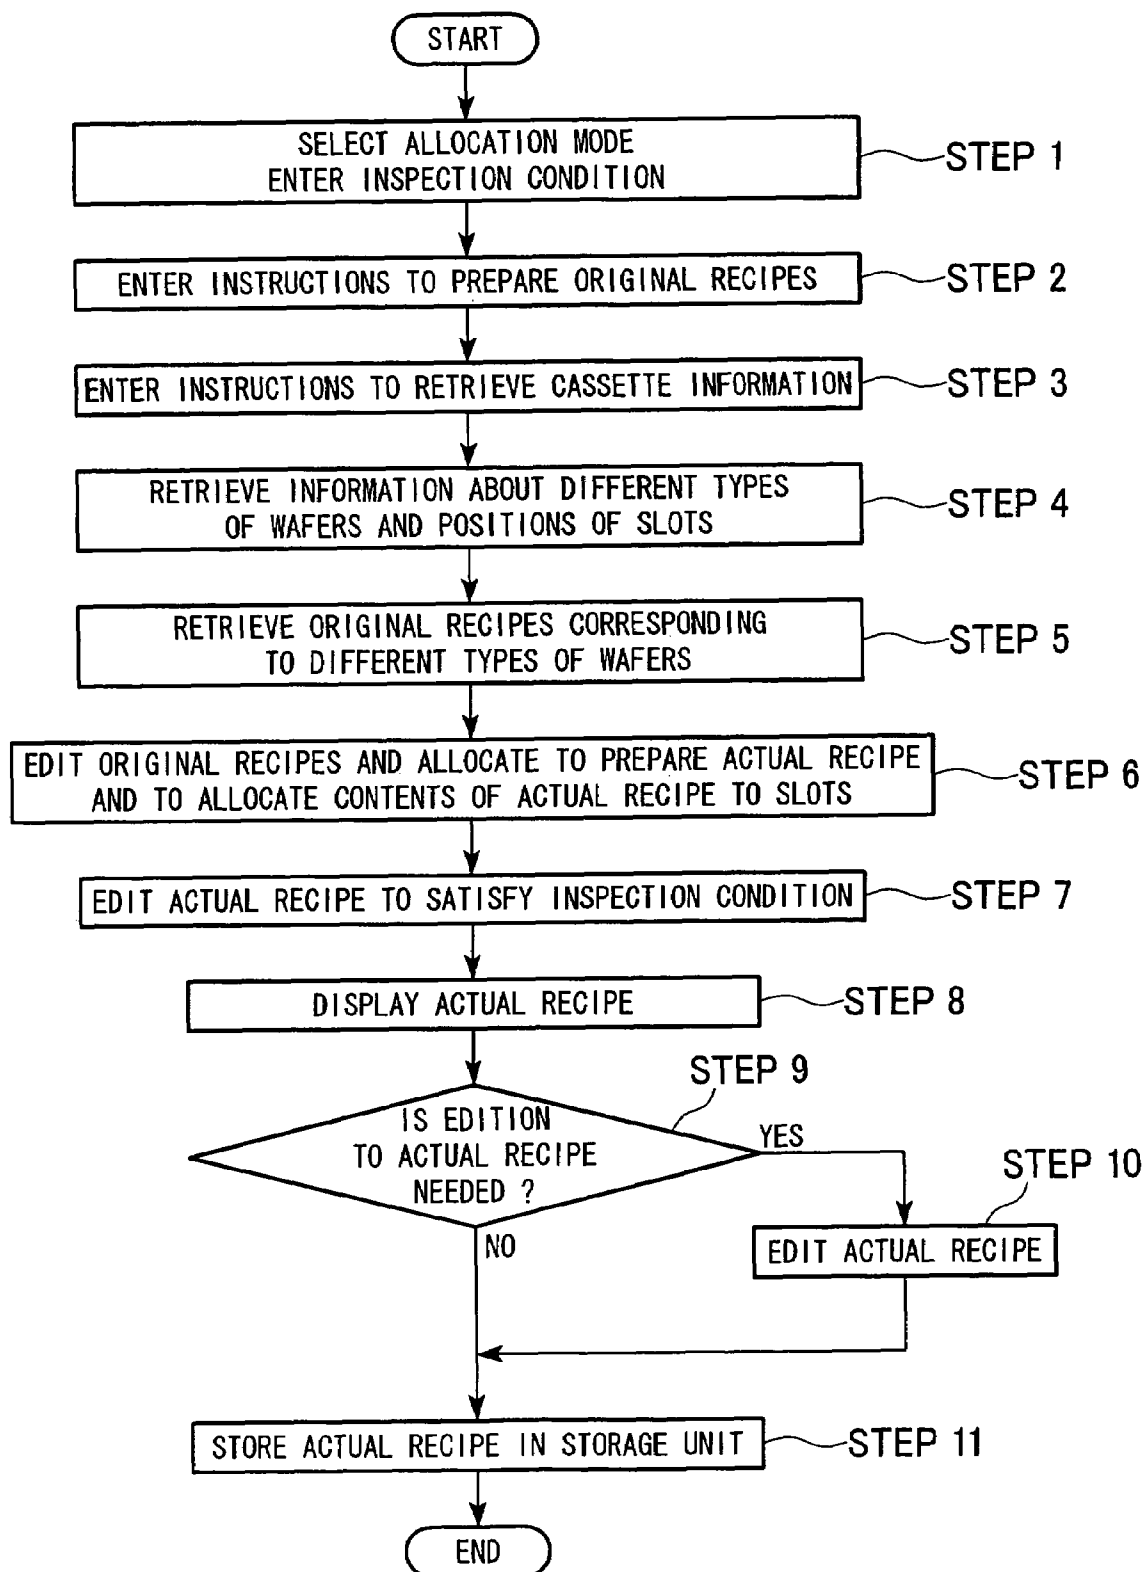 START
SELECT ALLOCATION MODE
ENTER INSPECTION CONDITION
STEP 1
ENTER INSTRUCTIONS TO PREPARE ORIGINAL RECIPES
STEP 2
ENTER INSTRUCTIONS TO RETRIEVE CASSETTE INFORMATION
STEP 3
RETRIEVE INFORMATION ABOUT DIFFERENT TYPES
OF WAFERS AND POSITIONS OF SLOTS
STEP 4
RETRIEVE ORIGINAL RECIPES CORRESPONDING
TO DIFFERENT TYPES OF WAFERS
STEP 5
EDIT ORIGINAL RECIPES AND ALLOCATE TO PREPARE ACTUAL RECIPE
AND TO ALLOCATE CONTENTS OF ACTUAL RECIPE TO SLOTS
STEP 6
EDIT ACTUAL RECIPE TO SATISFY INSPECTION CONDITION
STEP 7
DISPLAY ACTUAL RECIPE
STEP 8
STEP 9
IS EDITION
TO ACTUAL RECIPE
NEEDED ?
YES
STEP 10
EDIT ACTUAL RECIPE
NO
STORE ACTUAL RECIPE IN STORAGE UNIT
STEP 11
END